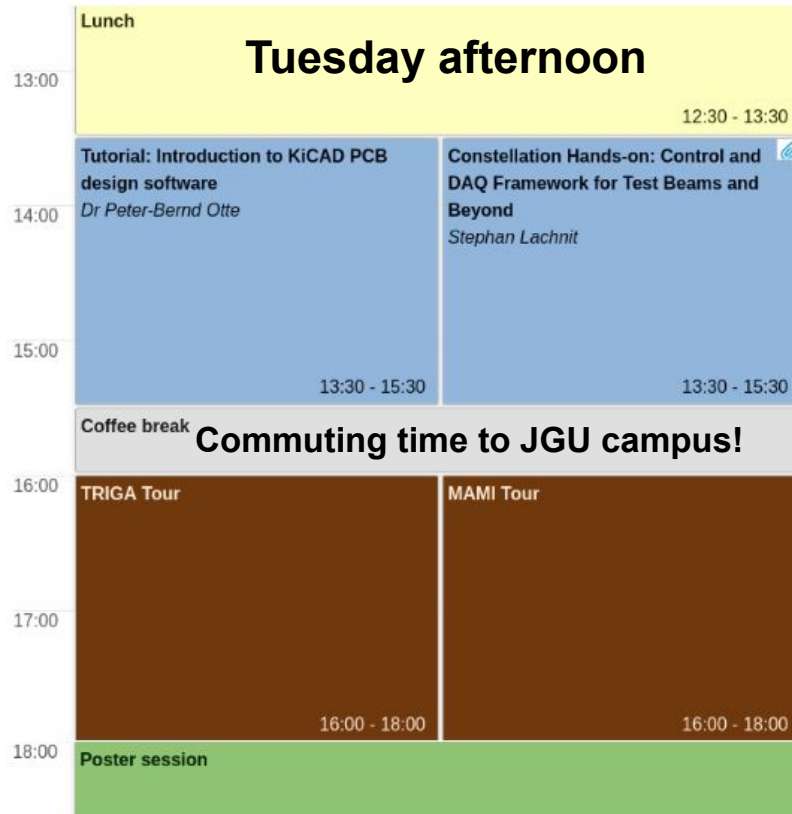 Lunch
Tuesday afternoon
13:00
12:30 - 13:30
Tutorial: Introduction to KiCAD PCB
design software
Dr Peter-Bernd Otte
Constellation Hands-on: Control and
DAQ Framework for Test Beams and
Beyond
Stephan Lachnit
14:00
15:00
13:30 - 15:30
13:30 - 15:30
Coffee break
Commuting time to JGU campus!
16:00
TRIGA Tour
MAMI Tour
17:00
16:00 - 18:00
16:00 - 18:00
18:00
Poster session